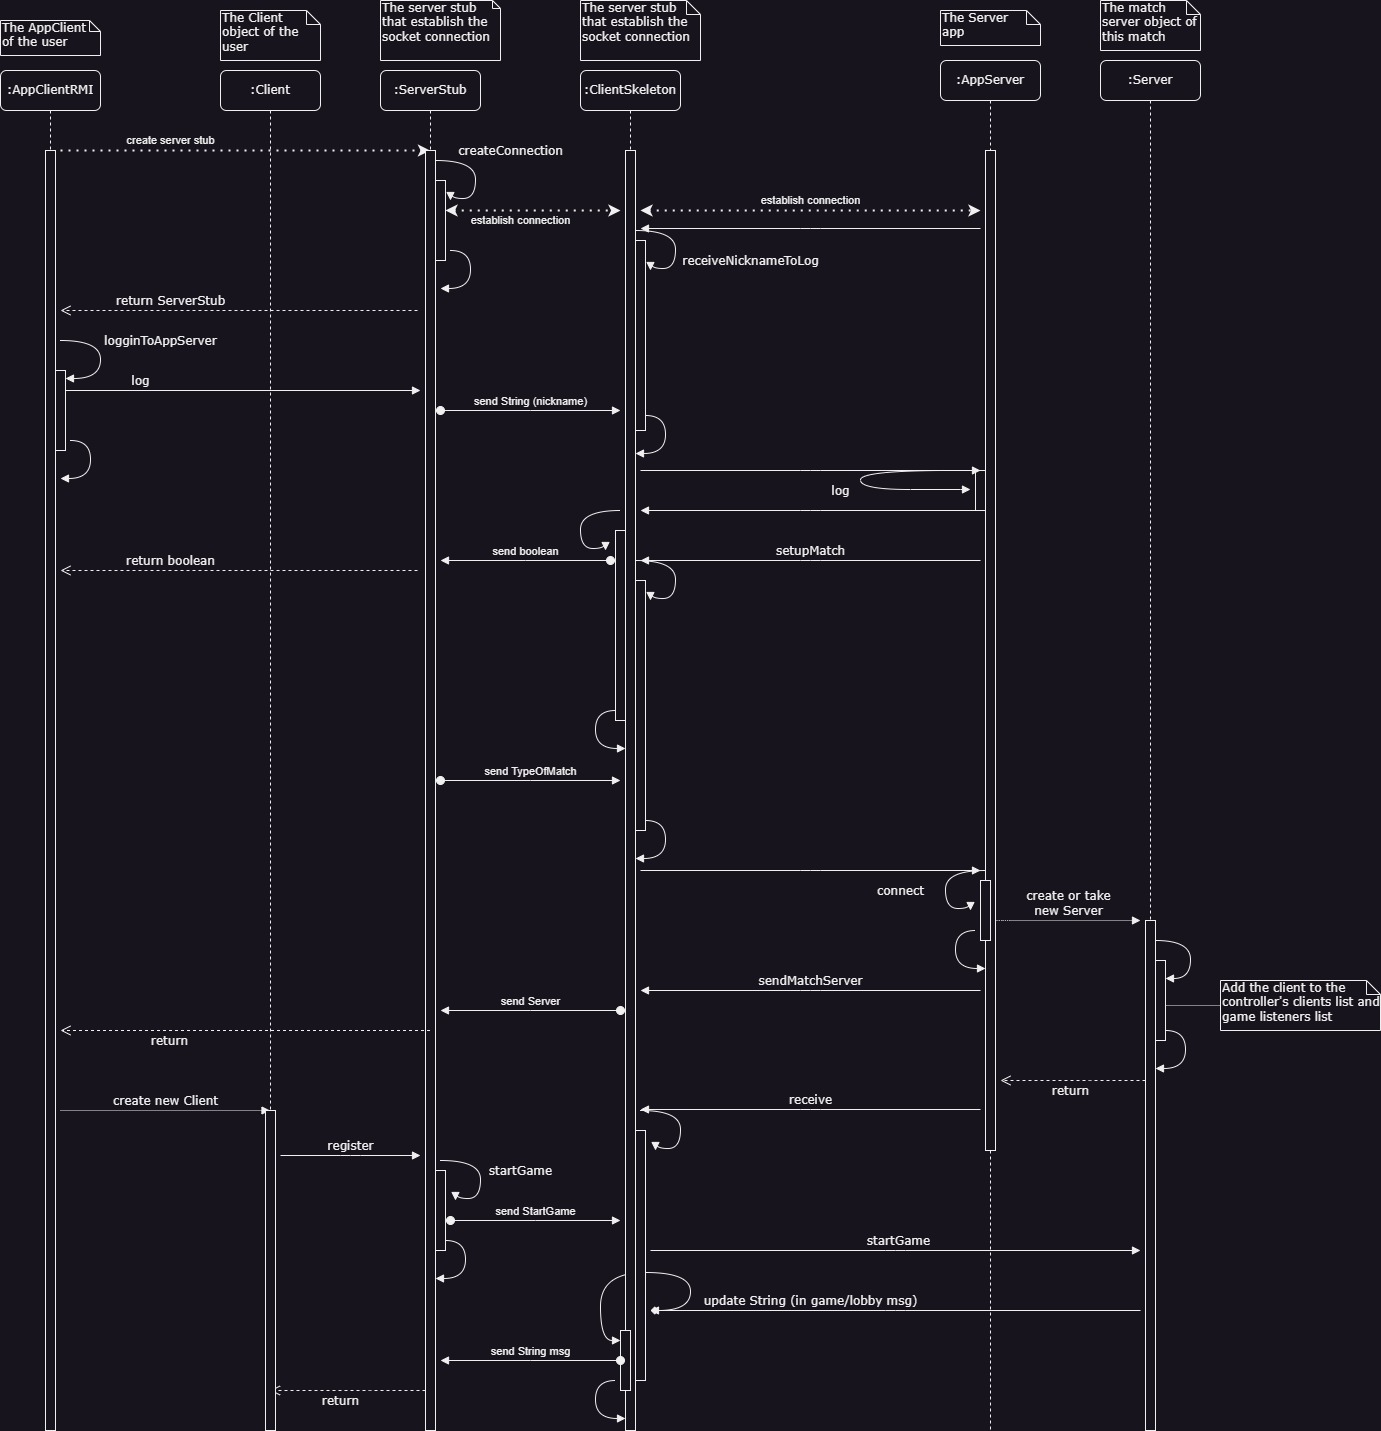 The AppClient
of the user
The Client
object of the
user
The server stub
that establish the
socket connection
The server stub
that establish the
socket connection
The Server
app
The match
server object of
this match
:AppClientRMI
:Client
:ServerStub
:ClientSkeleton
:AppServer
:Server
create server stub
createConnection
establish connection
establish connection
receiveNicknameToLog
return ServerStub
logginToAppServer
log
send String (nickname)
log
send boolean
setupMatch
return boolean
send TypeOfMatch
connect
create or take
new Server
sendMatchServer
Add the client to the
controller's clients list and
game listeners list
send Server
return
return
create new Client
receive
register
startGame
send StartGame
startGame
update String (in game/lobby msg)
send String msg
return